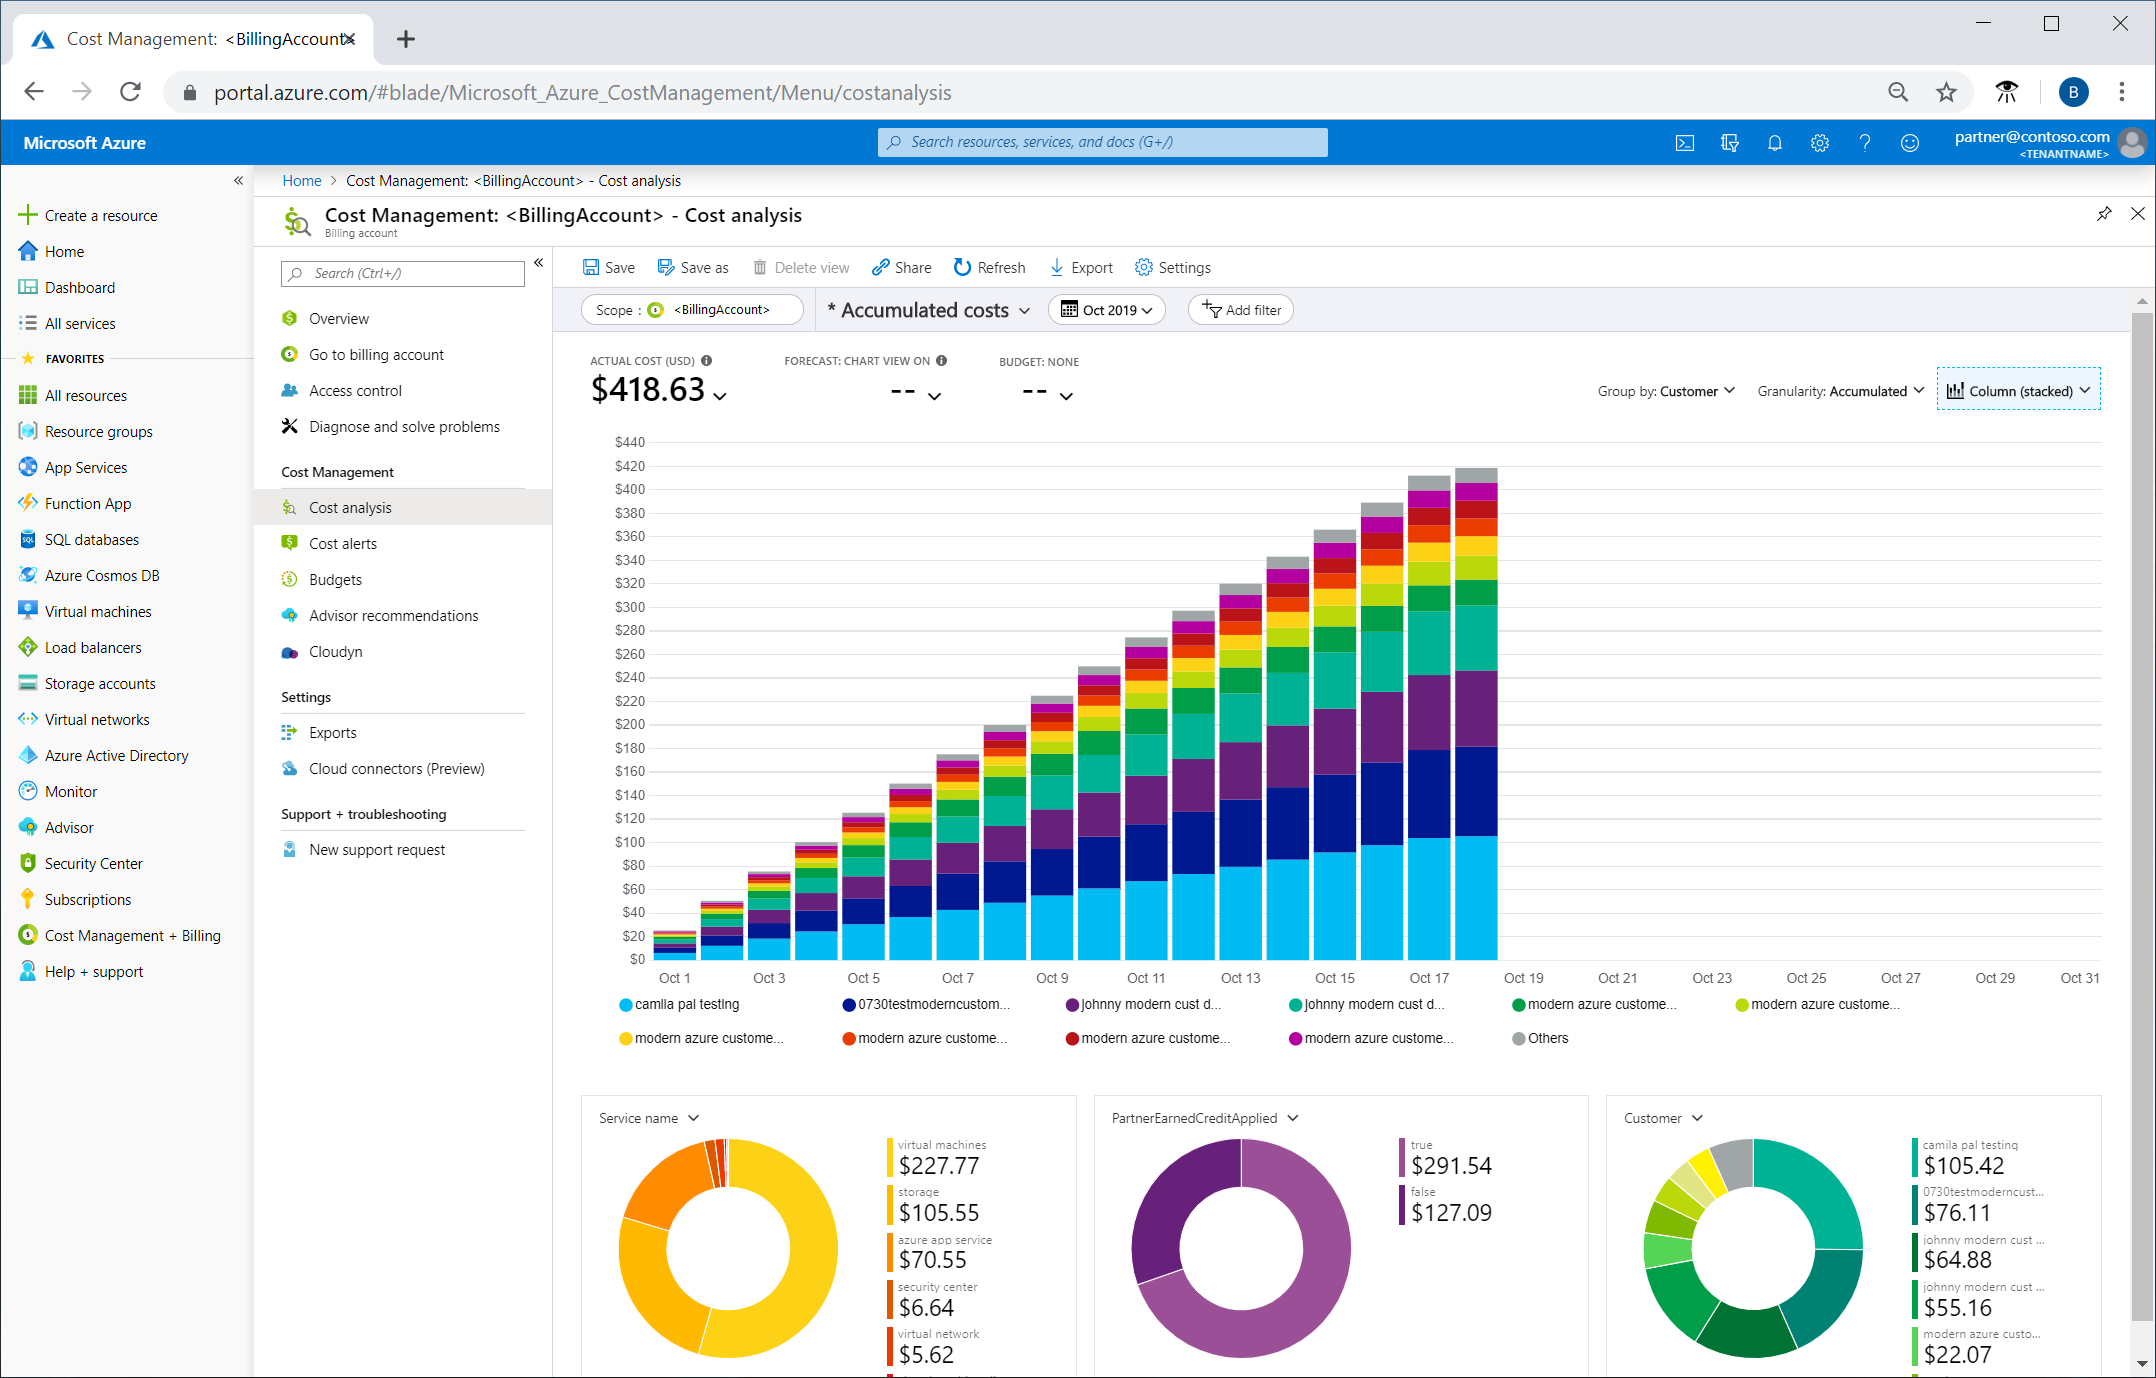 Cost Management: <BillingAccount>
portal.azure.com/#blade/Microsoft_Azure_CostManagement/Menu/costanalysis
B
Microsoft Azure
Search resources, services, and docs (G+/)
partner@contoso.com
<TENANTNAME>
Home > Cost Management: <BillingAccount> - Cost analysis
Cost Management: <BillingAccount> - Cost analysis
Billing account
Create a resource
Home
Dashboard
All services
FAVORITES
All resources
Resource groups
App Services
Function App
SQL databases
Azure Cosmos DB
Virtual machines
Load balancers
Storage accounts
Virtual networks
Azure Active Directory
Monitor
Advisor
Security Center
Subscriptions
Cost Management + Billing
Help + support
Search (Ctrl+/)
Overview
Go to billing account
Access control
Diagnose and solve problems
Cost Management
Cost analysis
Cost alerts
Budgets
Advisor recommendations
Cloudyn
Settings
Exports
Cloud connectors (Preview)
Support + troubleshooting
New support request
Save
Save as
Delete view
Share
Refresh
Export
Settings
Scope : <BillingAccount>
* Accumulated costs
Oct 2019
Add filter
ACTUAL COST (USD)
$418.63
FORECAST: CHART VIEW ON
--
BUDGET: NONE
--
Group by: Customer
Granularity: Accumulated
Column (stacked)
$440
$420
$400
$380
$360
$340
$320
$300
$280
$260
$240
$220
$200
$180
$160
$140
$120
$100
$80
$60
$40
$20
$0
Oct 1 Oct 3 Oct 5 Oct 7 Oct 9 Oct 11 Oct 13 Oct 15 Oct 17 Oct 19 Oct 21 Oct 23 Oct 25 Oct 27 Oct 29 Oct 31
camila pal testing 0730testmoderncustom... johnny modern cust d... johnny modern cust d... modern azure custome... modern azure custome...
modern azure custome... modern azure custome... modern azure custome... modern azure custome... Others
Service name
virtual machines
$227.77
storage
$105.55
azure app service
$70.55
security center
$6.64
virtual network
$5.62
PartnerEarnedCreditApplied
true
$291.54
false
$127.09
Customer
camila pal testing
$105.42
0730testmoderncust...
$76.11
johnny modern cust ...
$64.88
johnny modern cust ...
$55.16
modern azure custo...
$22.07